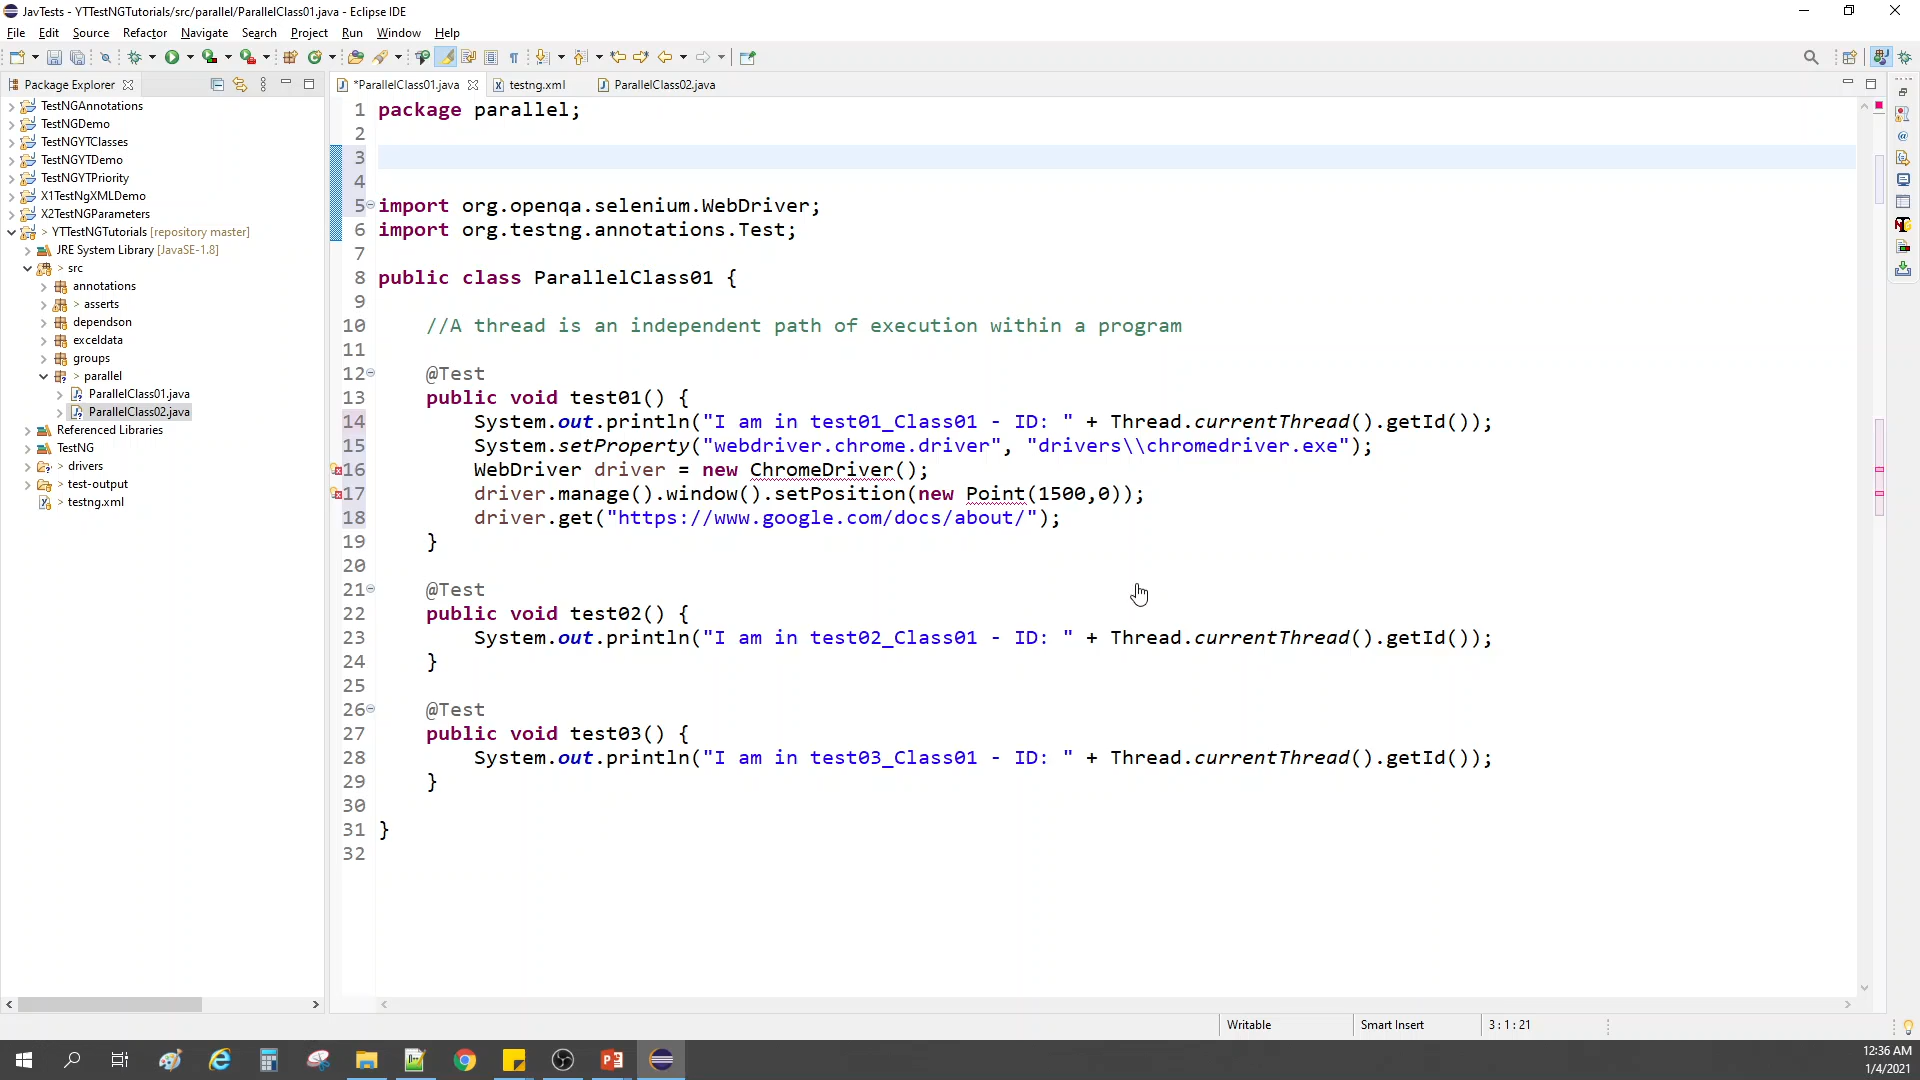 JavTests - YTTestNGTutorials/src/parallel/ParallelClass01.java - Eclipse IDE
File Edit Source Refactor Navigate Search Project Run Window Help
Package Explorer
*ParallelClass01.java testng.xml ParallelClass02.java
TestNGAnnotations
TestNGDemo
TestNGYTClasses
TestNGYTDemo
TestNGYTPriority
X1TestNgXMLDemo
X2TestNGParameters
> YTTestNGTutorials [repository master]
JRE System Library [JavaSE-1.8]
> src
annotations
> asserts
dependson
exceldata
groups
> parallel
ParallelClass01.java
ParallelClass02.java
Referenced Libraries
TestNG
> drivers
> test-output
> testng.xml
1 package parallel;
2
3
4
5 import org.openqa.selenium.WebDriver;
6 import org.testng.annotations.Test;
7
8 public class ParallelClass01 {
9
10 //A thread is an independent path of execution within a program
11
12 @Test
13 public void test01() {
14 System.out.println("I am in test01_Class01 - ID: " + Thread.currentThread().getId());
15 System.setProperty("webdriver.chrome.driver", "drivers\\chromedriver.exe");
16 WebDriver driver = new ChromeDriver();
17 driver.manage().window().setPosition(new Point(1500,0));
18 driver.get("https://www.google.com/docs/about/");
19 }
20
21 @Test
22 public void test02() {
23 System.out.println("I am in test02_Class01 - ID: " + Thread.currentThread().getId());
24 }
25
26 @Test
27 public void test03() {
28 System.out.println("I am in test03_Class01 - ID: " + Thread.currentThread().getId());
29 }
30
31 }
32
Writable Smart Insert 3 : 1 : 21
12:36 AM
1/4/2021